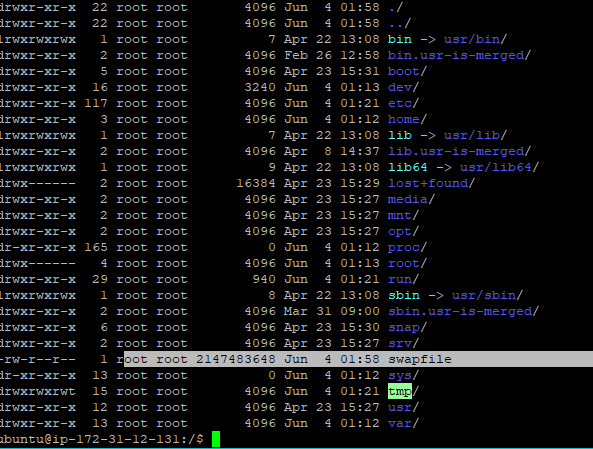 drwxr-xr-x 22 root root 4096 Jun 4 01:58 ./
drwxr-xr-x 22 root root 4096 Jun 4 01:58 ../
lrwxrwxrwx 1 root root 7 Apr 22 13:08 bin -> usr/bin/
drwxr-xr-x 2 root root 4096 Feb 26 12:58 bin.usr-is-merged/
drwxr-xr-x 5 root root 4096 Apr 23 15:31 boot/
drwxr-xr-x 16 root root 3240 Jun 4 01:13 dev/
drwxr-xr-x 117 root root 4096 Jun 4 01:21 etc/
drwxr-xr-x 3 root root 4096 Jun 4 01:12 home/
lrwxrwxrwx 1 root root 7 Apr 22 13:08 lib -> usr/lib/
drwxr-xr-x 2 root root 4096 Apr 8 14:37 lib.usr-is-merged/
lrwxrwxrwx 1 root root 9 Apr 22 13:08 lib64 -> usr/lib64/
drwx------ 2 root root 16384 Apr 23 15:29 lost+found/
drwxr-xr-x 2 root root 4096 Apr 23 15:27 media/
drwxr-xr-x 2 root root 4096 Apr 23 15:27 mnt/
drwxr-xr-x 2 root root 4096 Apr 23 15:27 opt/
dr-xr-xr-x 165 root root 0 Jun 4 01:12 proc/
drwx------ 4 root root 4096 Jun 4 01:13 root/
drwxr-xr-x 29 root root 940 Jun 4 01:21 run/
lrwxrwxrwx 1 root root 8 Apr 22 13:08 sbin -> usr/sbin/
drwxr-xr-x 2 root root 4096 Mar 31 09:00 sbin.usr-is-merged/
drwxr-xr-x 6 root root 4096 Apr 23 15:30 snap/
drwxr-xr-x 2 root root 4096 Apr 23 15:27 srv/
-rw-r--r-- 1 root root 2147483648 Jun 4 01:58 swapfile
dr-xr-xr-x 13 root root 0 Jun 4 01:12 sys/
drwxrwxrwt 15 root root 4096 Jun 4 01:21 tmp/
drwxr-xr-x 12 root root 4096 Apr 23 15:27 usr/
drwxr-xr-x 13 root root 4096 Jun 4 01:12 var/
ubuntu@ip-172-31-12-131:/$